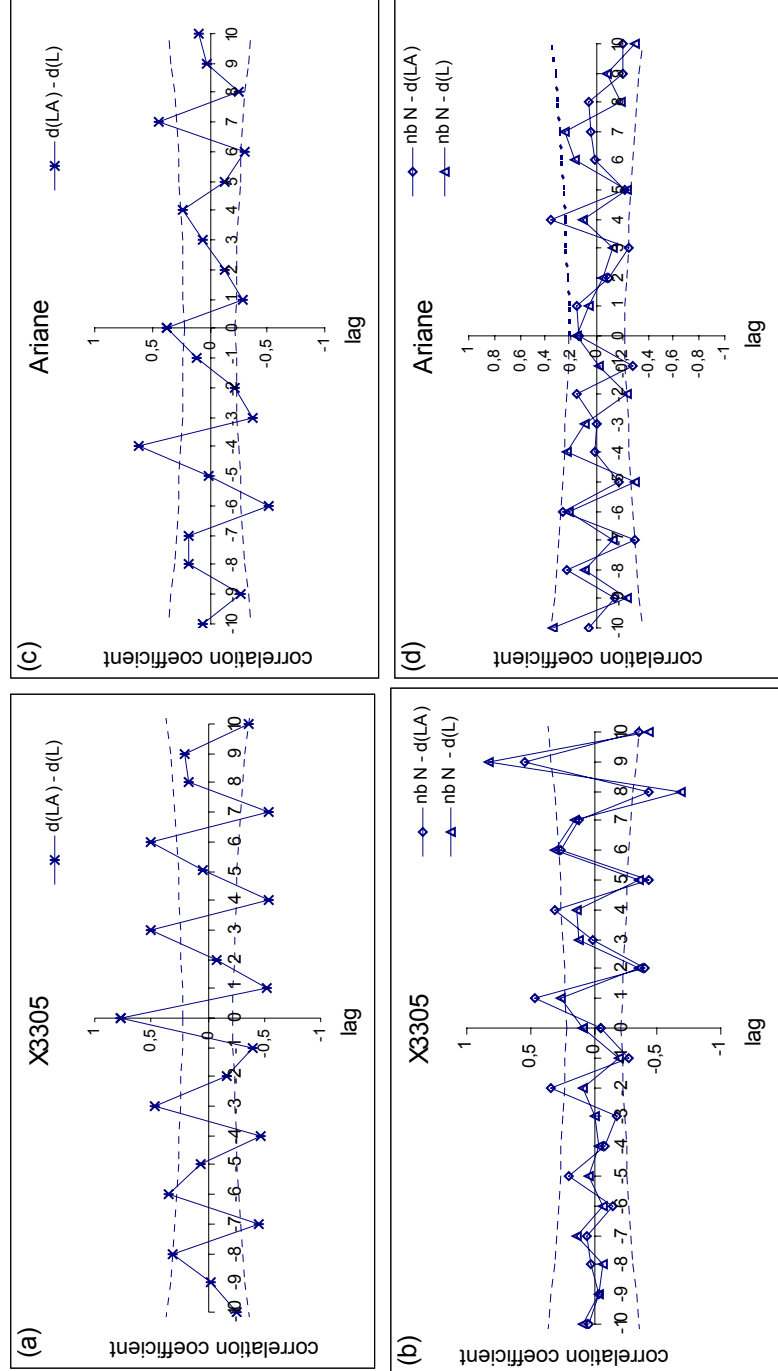 (a)
X3305
d(LA) - d(L)
correlation coefficient
1
0,5
0
-0,5
-1
-10 -9 -8 -7 -6 -5 -4 -3 -2 -1 0 1 2 3 4 5 6 7 8 9 10
lag
(b)
X3305
nb N - d(LA)
nb N - d(L)
correlation coefficient
1
0,5
0
-0,5
-1
-10 -9 -8 -7 -6 -5 -4 -3 -2 -1 0 1 2 3 4 5 6 7 8 9 10
lag
(c)
Ariane
d(LA) - d(L)
correlation coefficient
1
0,5
0
-0,5
-1
-10 -9 -8 -7 -6 -5 -4 -3 -2 -1 0 1 2 3 4 5 6 7 8 9 10
lag
(d)
Ariane
nb N - d(LA)
nb N - d(L)
correlation coefficient
1
0,8
0,6
0,4
0,2
0
-0,2
-0,4
-0,6
-0,8
-1
-10 -9 -8 -7 -6 -5 -4 -3 -2 -1 0 1 2 3 4 5 6 7 8 9 10
lag